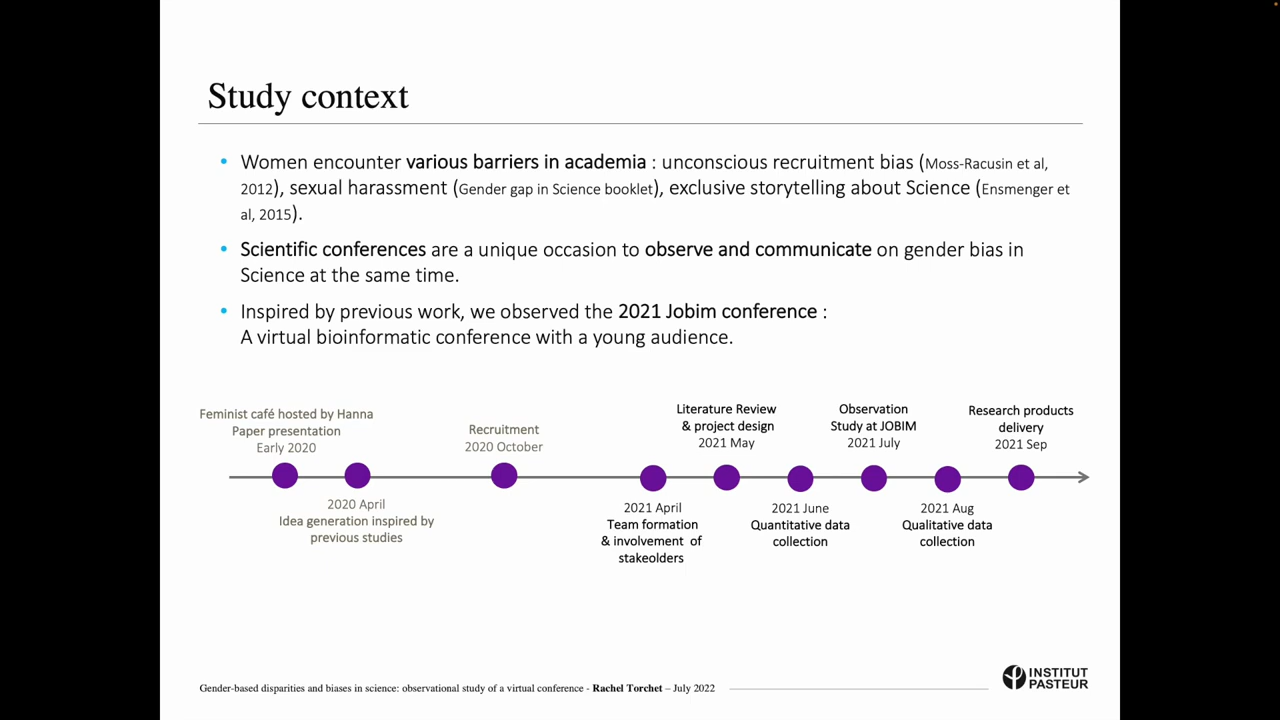 Study context
• Women encounter various barriers in academia : unconscious recruitment bias (Moss-Racusin et al,
2012), sexual harassment (Gender gap in Science booklet), exclusive storytelling about Science (Ensmenger et
al, 2015).
• Scientific conferences are a unique occasion to observe and communicate on gender bias in
Science at the same time.
• Inspired by previous work, we observed the 2021 Jobim conference :
A virtual bioinformatic conference with a young audience.
Feminist café hosted by Hanna
Paper presentation
Early 2020
2020 April
Idea generation inspired by
previous studies
Recruitment
2020 October
2021 April
Team formation
& involvement of
stakeolders
Literature Review
& project design
2021 May
2021 June
Quantitative data
collection
Observation
Study at JOBIM
2021 July
2021 Aug
Qualitative data
collection
Research products
delivery
2021 Sep
Gender-based disparities and biases in science: observational study of a virtual conference - Rachel Torchet – July 2022
INSTITUT
PASTEUR